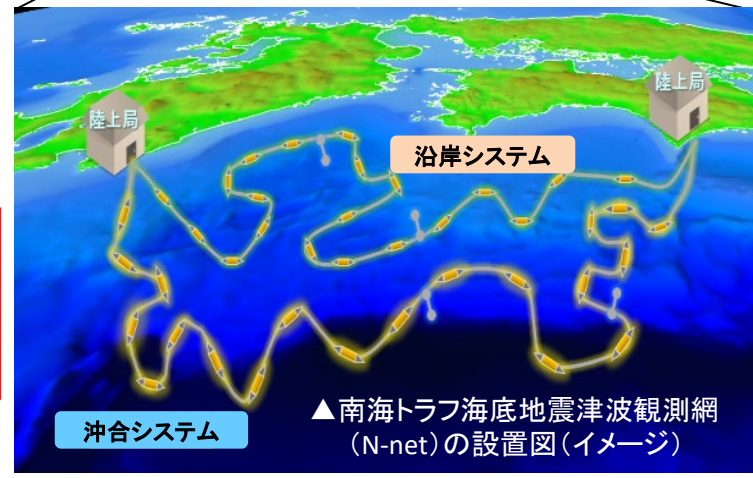 陸上局
陸上局
沿岸システム
沖合システム
▲南海トラフ海底地震津波観測網
（N-net）の設置図（イメージ）